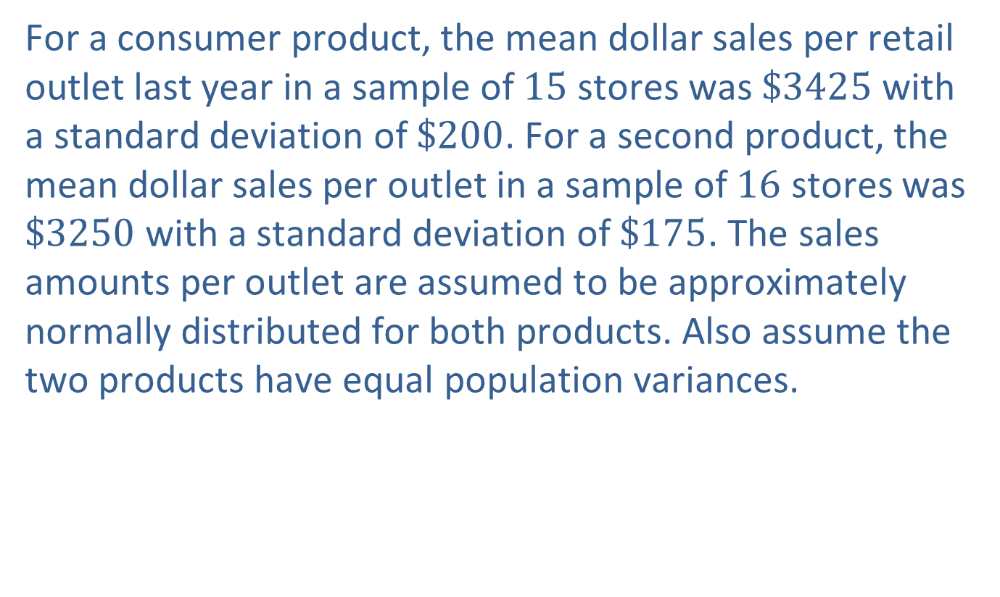 For a consumer product, the mean dollar sales per retail
outlet last year in a sample of 15 stores was $3425 with
a standard deviation of $200. For a second product, the
mean dollar sales per outlet in a sample of 16 stores was
$3250 with a standard deviation of $175. The sales
amounts per outlet are assumed to be approximately
normally distributed for both products. Also assume the
two products have equal population variances.